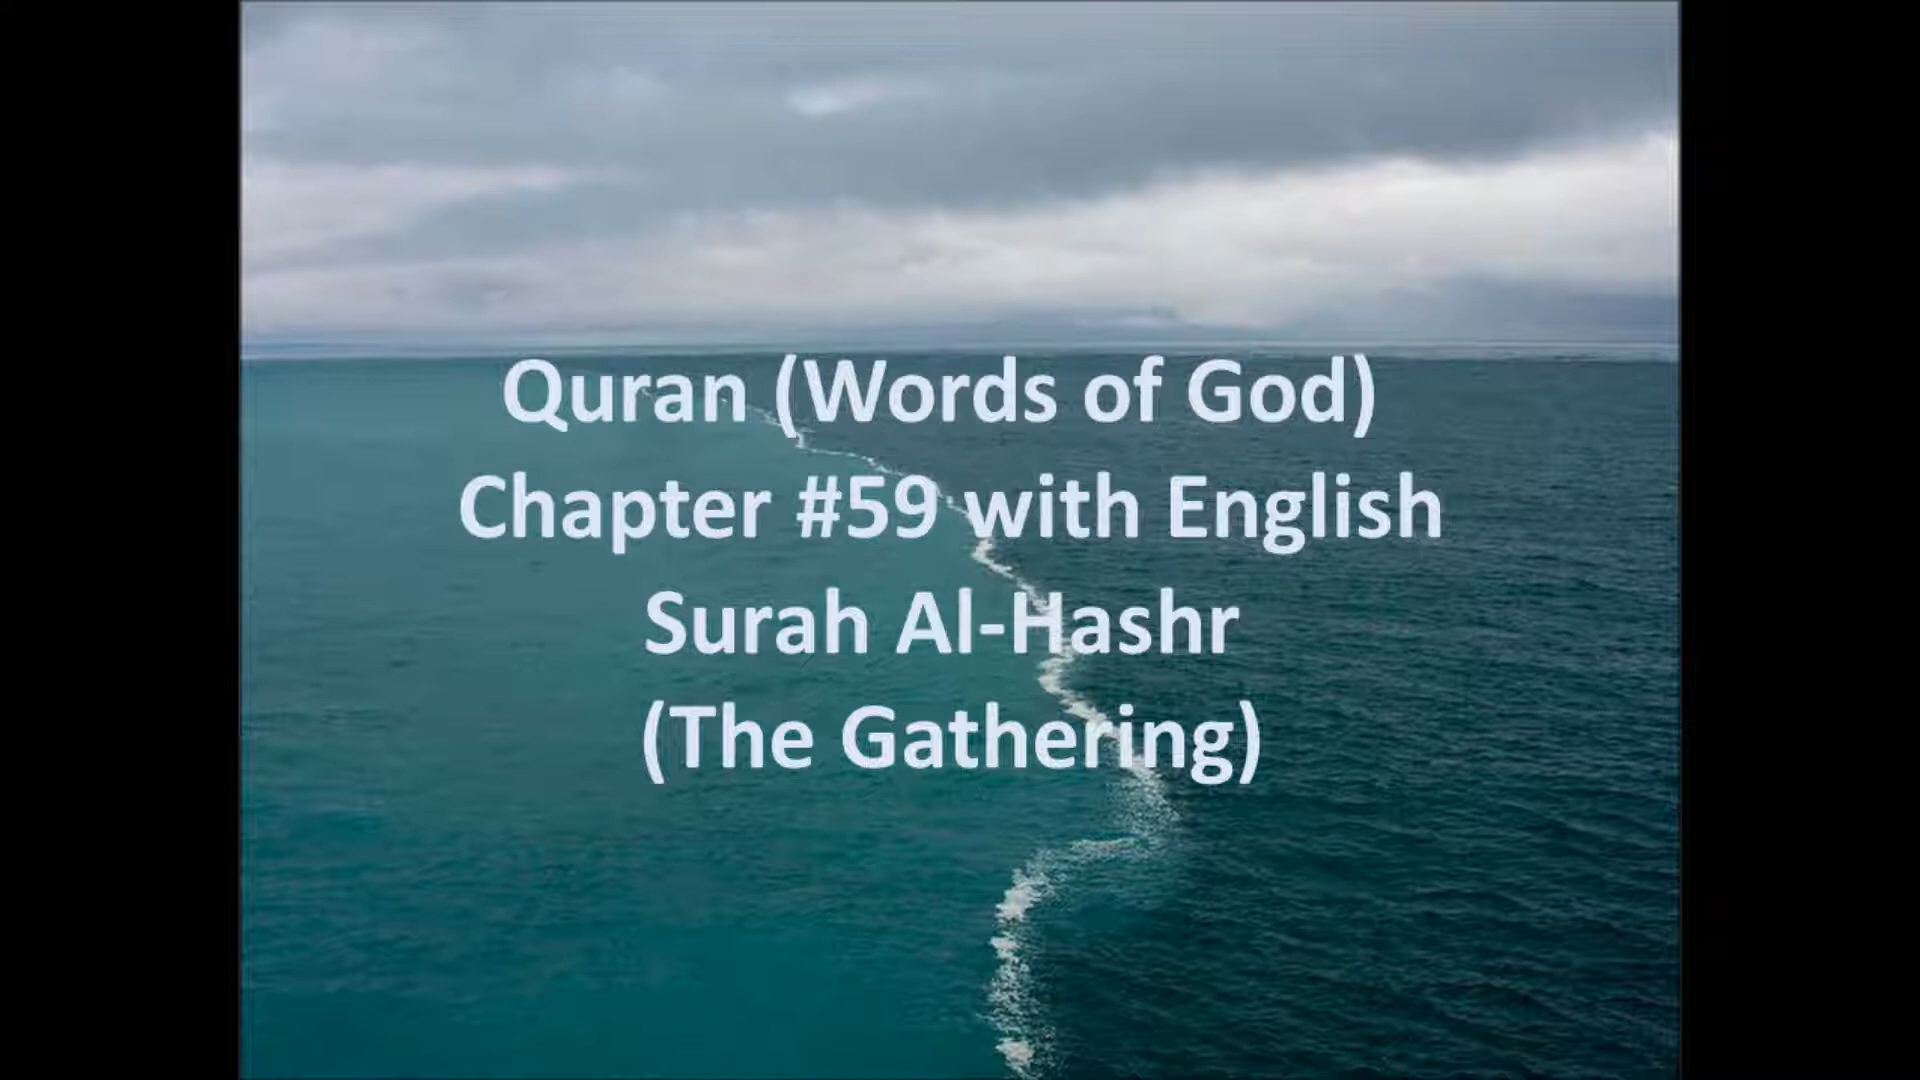 Quran (Words of God)
Chapter #59 with English
Surah Al-Hashr
(The Gathering)